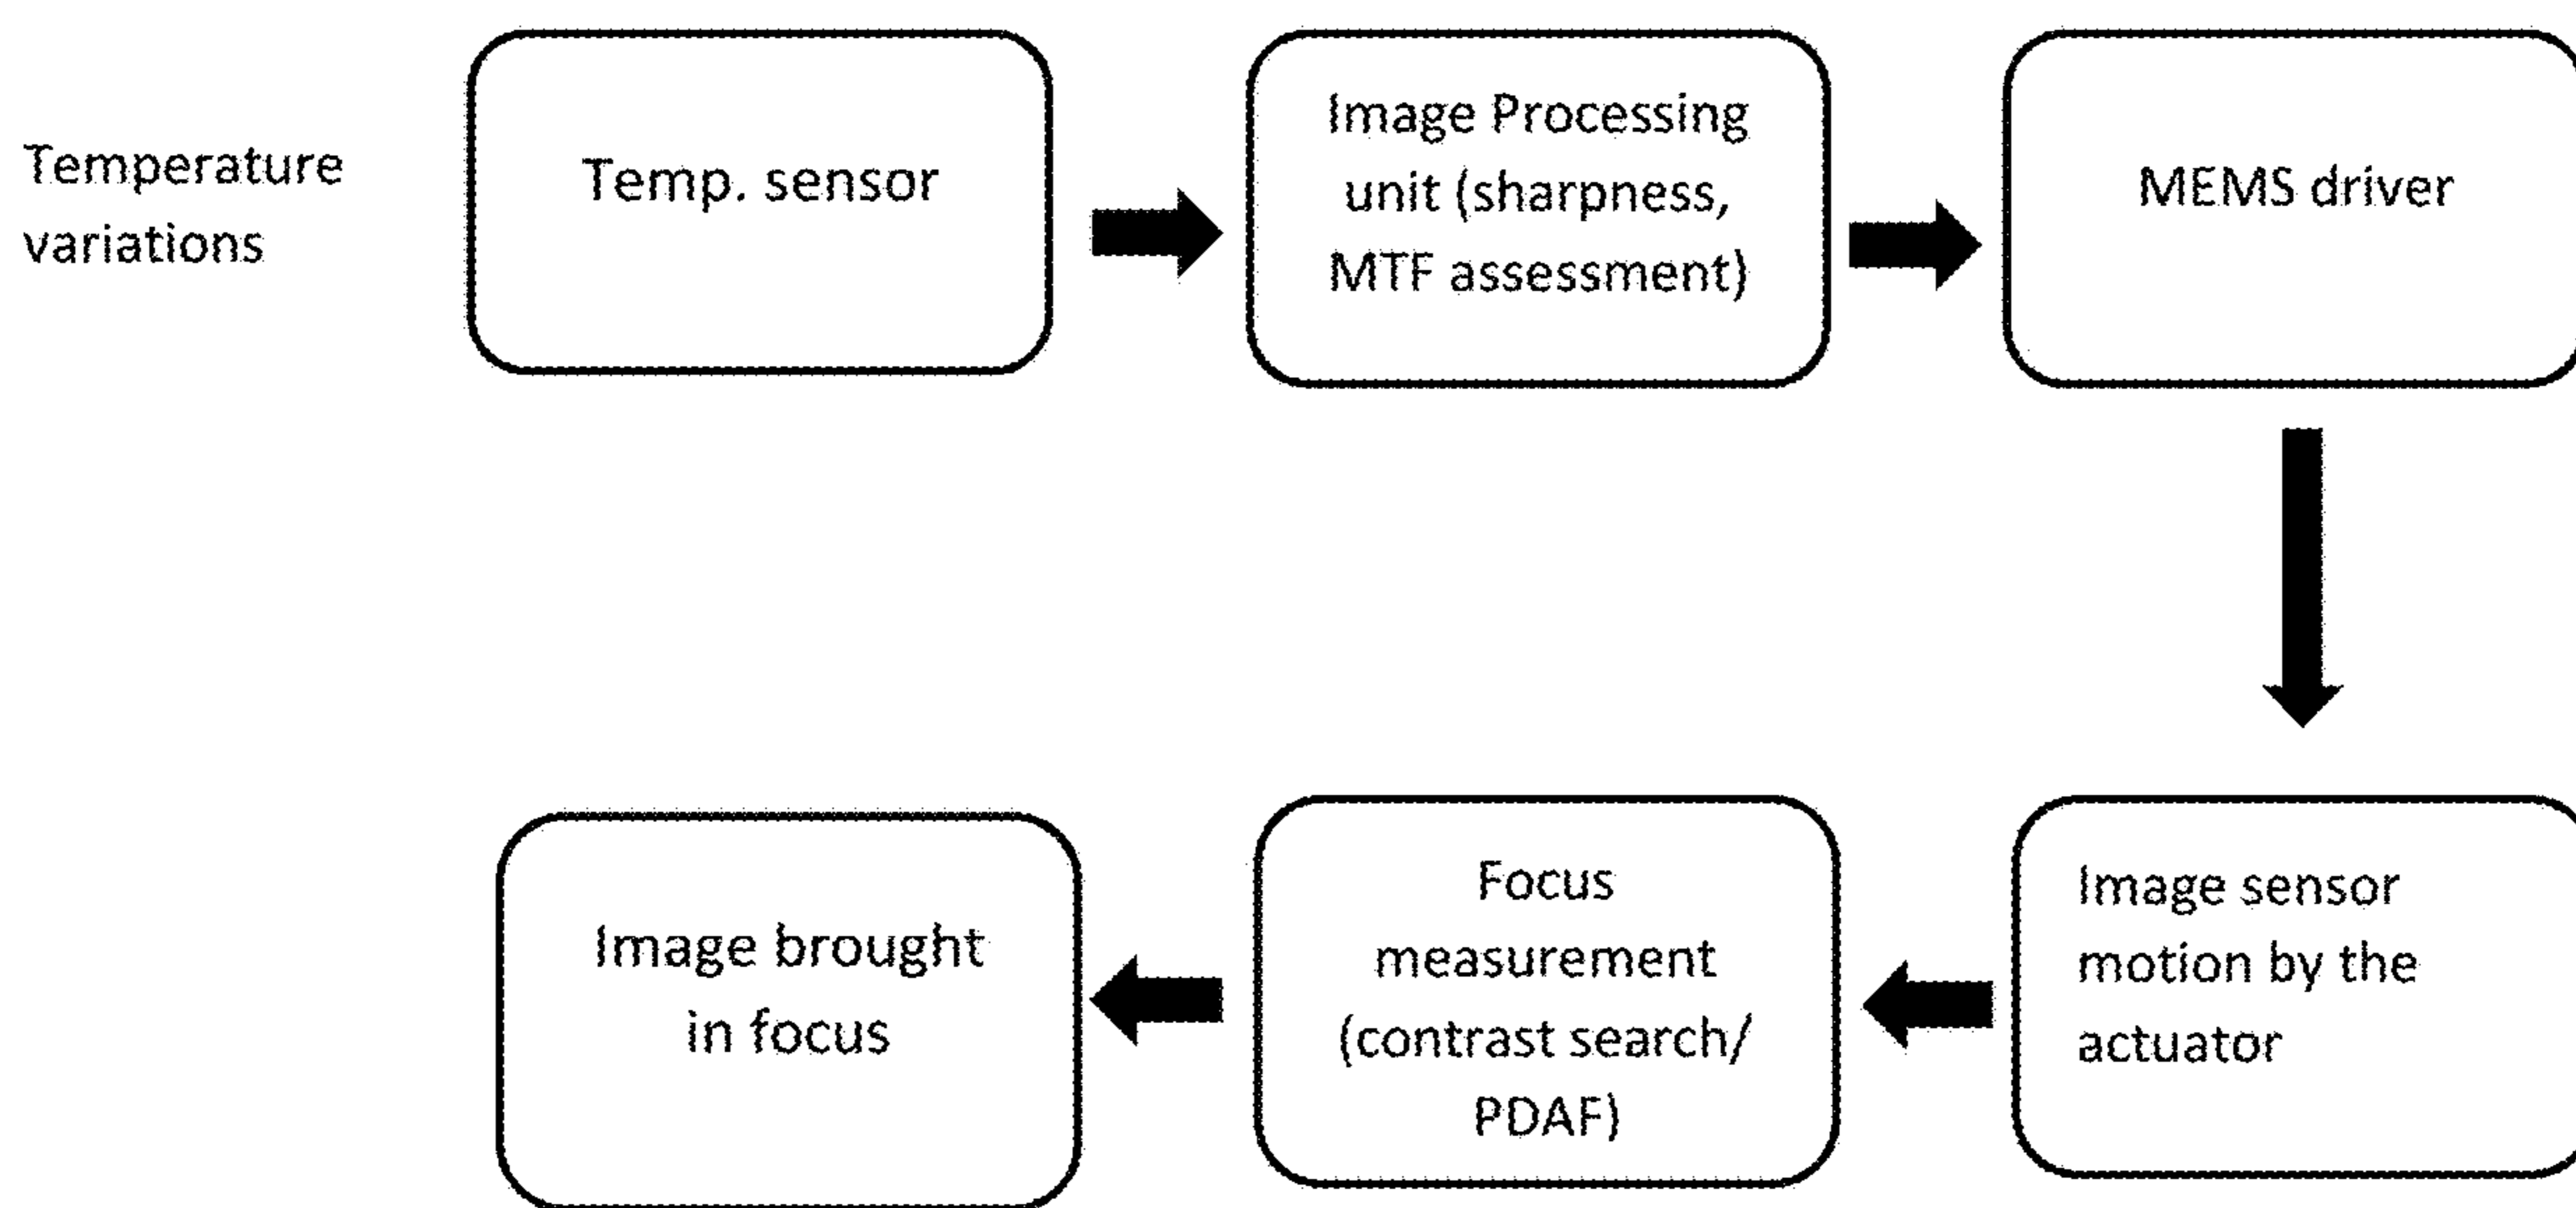 Temperature
variations
Temp. sensor
Image Processing
unit (sharpness,
MTF assessment)
MEMS driver
Image sensor
motion by the
actuator
Focus
measurement
(contrast search/
PDAF)
Image brought
in focus